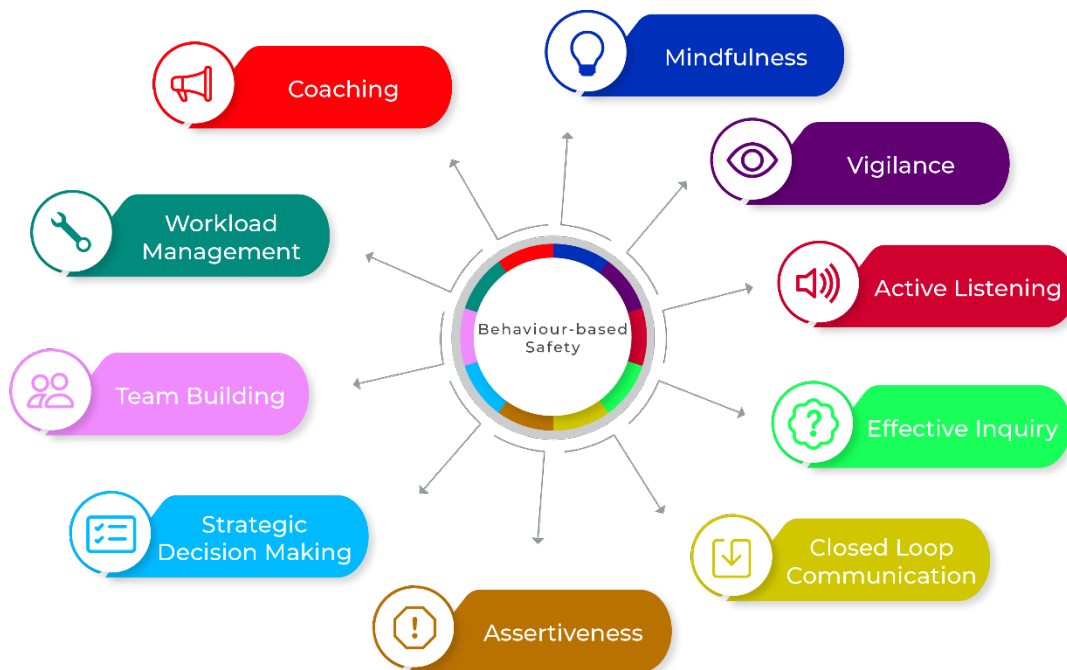 Mindfulness
Coaching
Vigilance
Workload
Management
Active Listening
Behaviour-based
Safety
Team Building
Effective Inquiry
Strategic
Decision Making
Closed Loop
Communication
Assertiveness